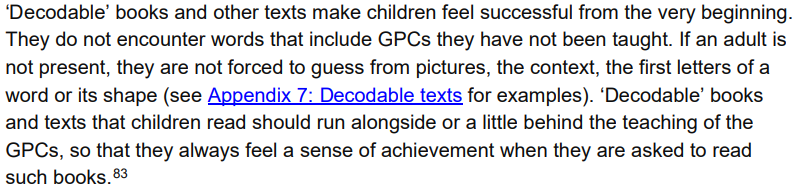 ‘Decodable’ books and other texts make children feel successful from the very beginning.
They do not encounter words that include GPCs they have not been taught. If an adult is
not present, they are not forced to guess from pictures, the context, the first letters of a
word or its shape (see Appendix 7: Decodable texts for examples). ‘Decodable’ books
and texts that children read should run alongside or a little behind the teaching of the
GPCs, so that they always feel a sense of achievement when they are asked to read
such books.83